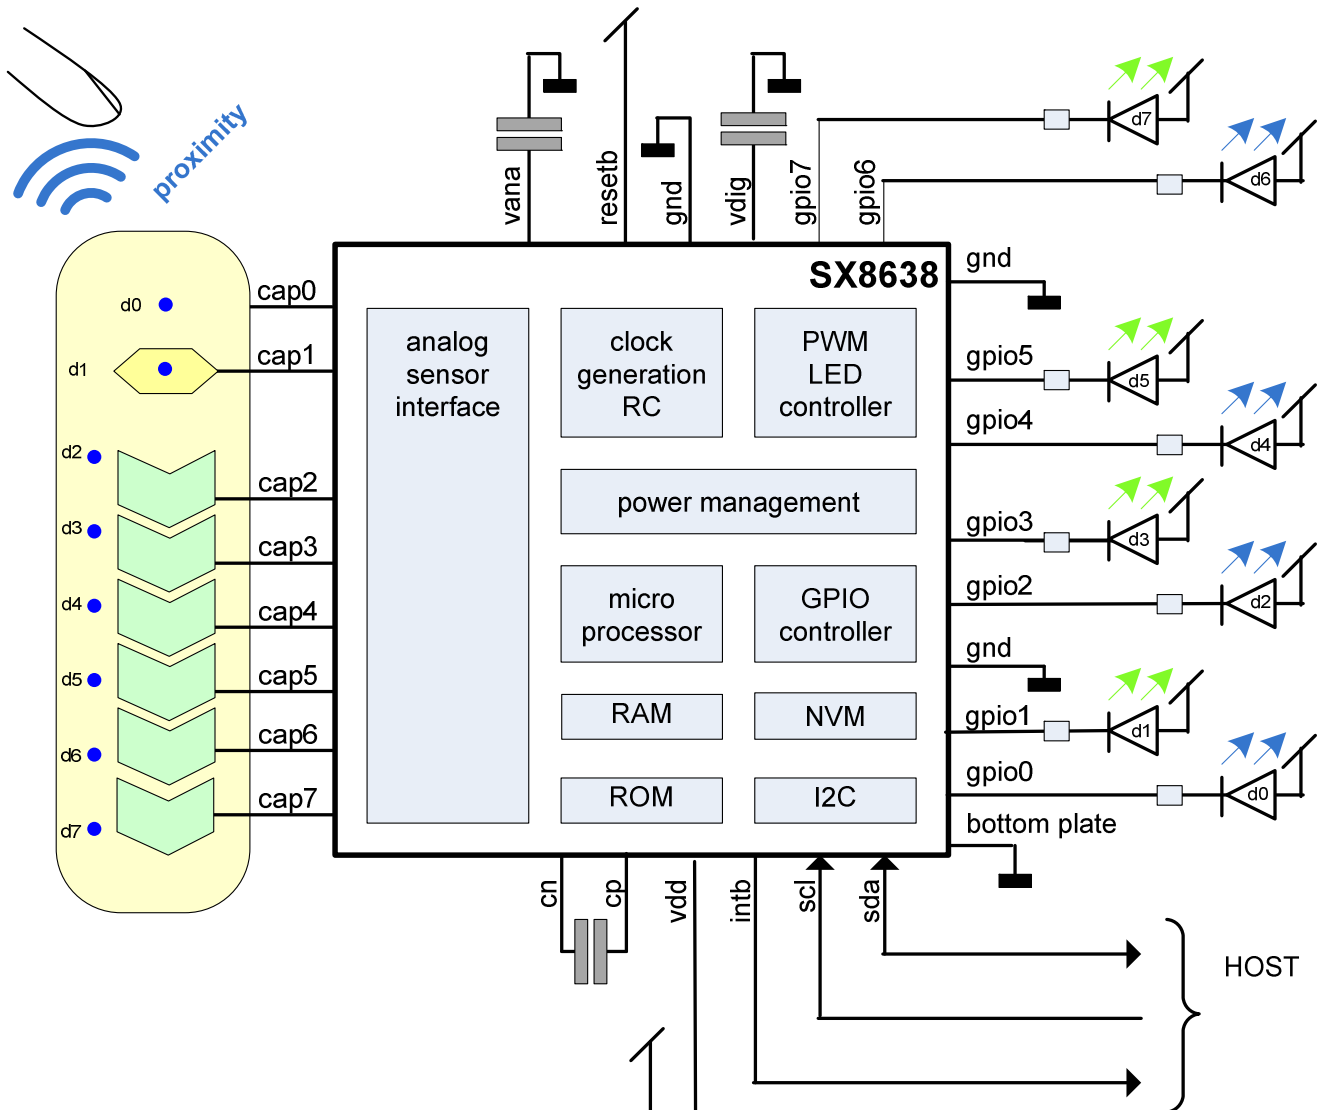 proximity
vana
resetb
gnd
vdig
gpio7
gpio6
d7
d6
SX8638
gnd
d0
cap0
d1
cap1
d2
cap2
d3
cap3
d4
cap4
d5
cap5
d6
cap6
d7
cap7
analog
sensor
interface
clock
generation
RC
PWM
LED
controller
power management
micro
processor
GPIO
controller
RAM
NVM
ROM
I2C
gpio5
d5
gpio4
d4
gpio3
d3
gpio2
d2
gnd
gpio1
d1
gpio0
d0
bottom plate
cn
cp
vdd
intb
scl
sda
HOST